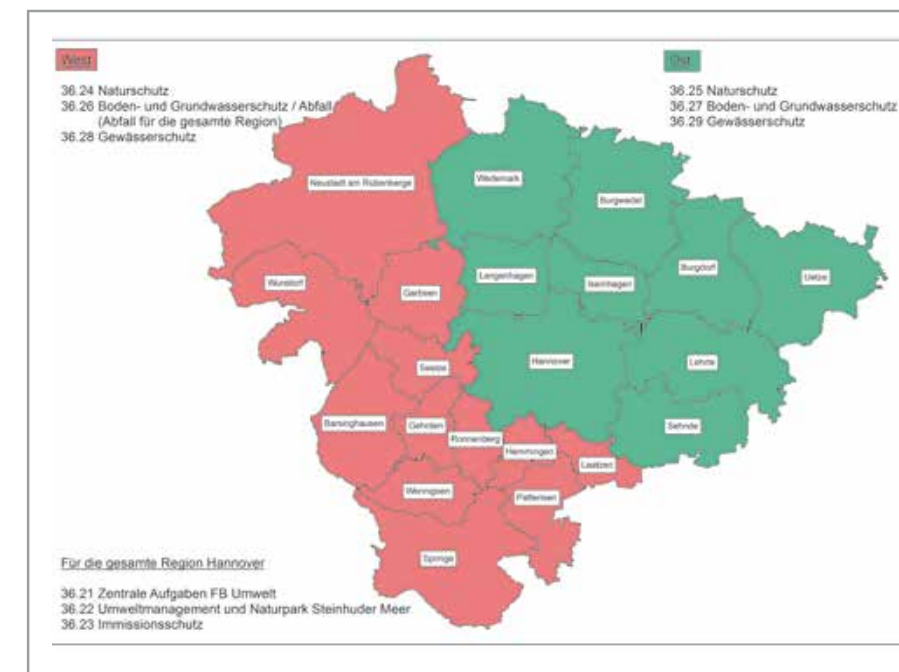 West
36.24 Naturschutz
36.26 Boden- und Grundwasserschutz / Abfall
(Abfall für die gesamte Region)
36.28 Gewässerschutz
Ost
36.25 Naturschutz
36.27 Boden- und Grundwasserschutz
36.29 Gewässerschutz
Neustadt am Rübenberge
Wedemark
Burgwedel
Wunstorf
Garbsen
Langenhagen
Isernhagen
Burgdorf
Uetze
Seelze
Hannover
Lehrte
Barsinghausen
Gehrden
Ronnenberg
Hemmingen
Laatzen
Sehnde
Wennigsen
Pattensen
Springe
Für die gesamte Region Hannover
36.21 Zentrale Aufgaben FB Umwelt
36.22 Umweltmanagement und Naturpark Steinhuder Meer
36.23 Immissionsschutz